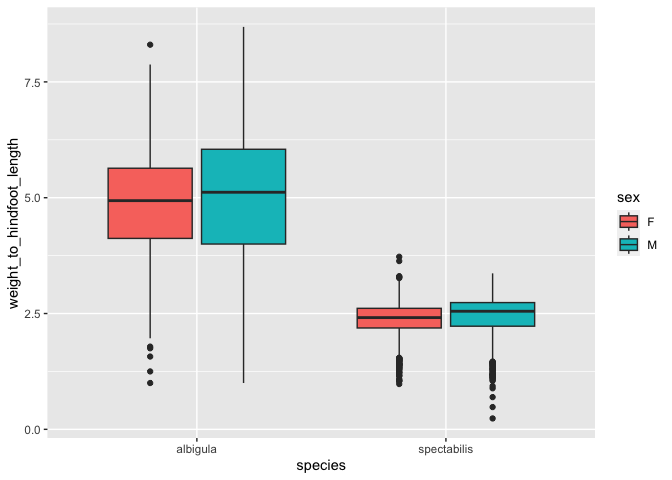 weight_to_hindfoot_length
7.5
5.0
2.5
0.0
albigula
spectabilis
species
sex
F
M